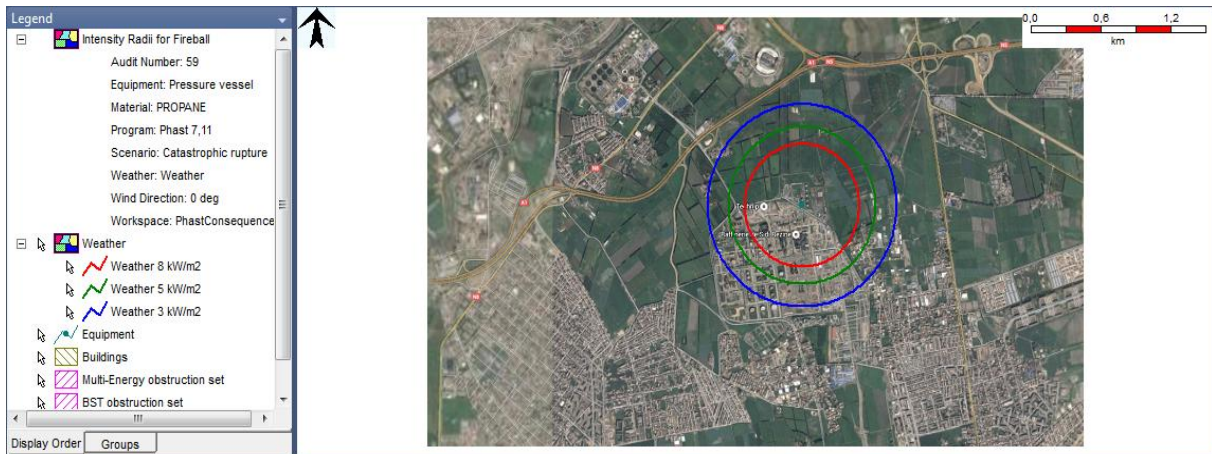 Legend
Intensity Radii for Fireball
Audit Number: 59
Equipment: Pressure vessel
Material: PROPANE
Program: Phast 7,11
Scenario: Catastrophic rupture
Weather: Weather
Wind Direction: 0 deg
Workspace: PhastConsequence
Weather
Weather 8 kW/m2
Weather 5 kW/m2
Weather 3 kW/m2
Equipment
Buildings
Multi-Energy obstruction set
BST obstruction set
Display Order
Groups
0,0 0,6 1,2
km
A1
N5